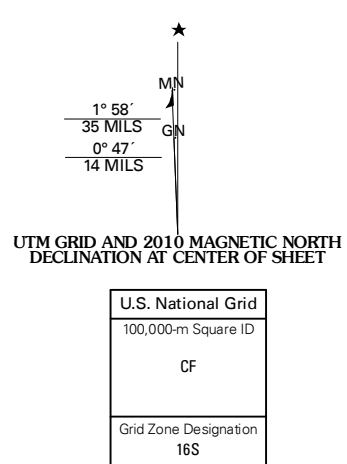 MN
1° 58´
35 MILS
GN
0° 47´
14 MILS
UTM GRID AND 2010 MAGNETIC NORTH
DECLINATION AT CENTER OF SHEET
U.S. National Grid
100,000-m Square ID
CF
Grid Zone Designation
16S